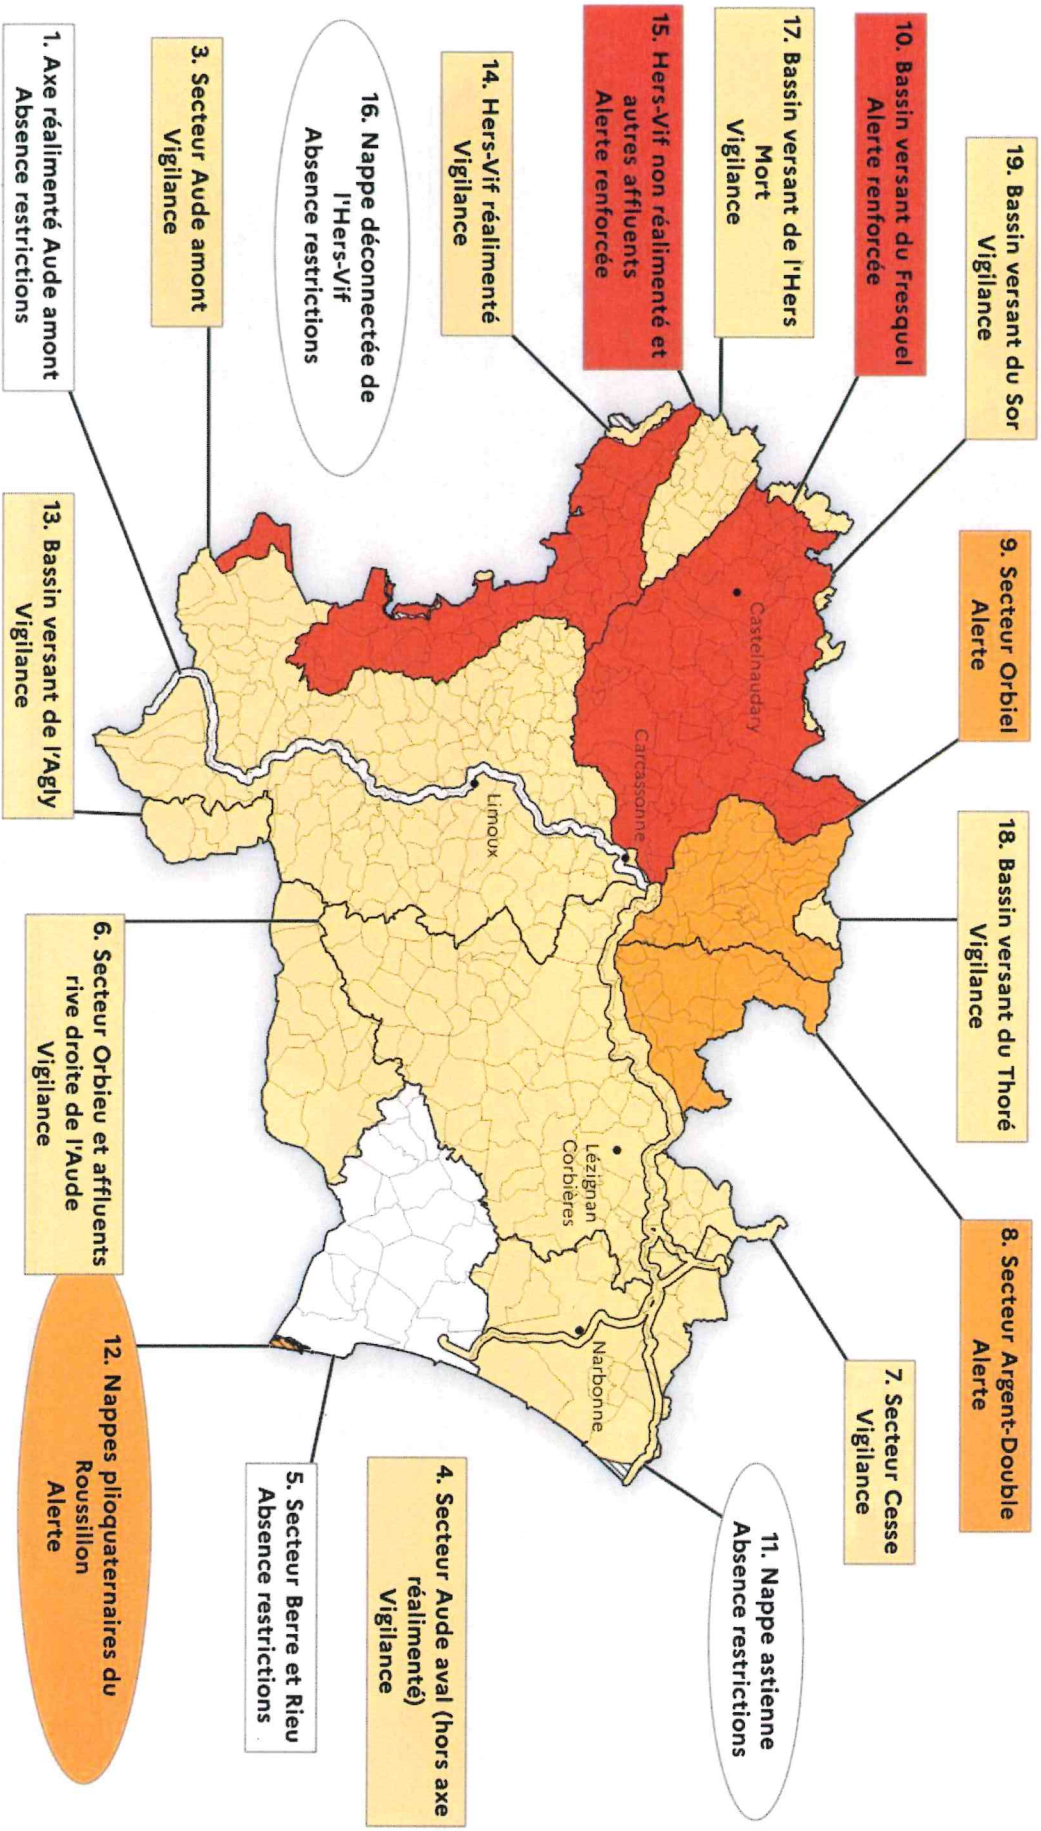 19. Bassin versant du Sor
Vigilance
10. Bassin versant du Fresquel
Alerte renforcée
17. Bassin versant de l'Hers
Mort
Vigilance
15. Hers-Vif non réalimenté et
autres affluents
Alerte renforcée
14. Hers-Vif réalimenté
Vigilance
16. Nappe déconnectée de
l'Hers-Vif
Absence restrictions
3. Secteur Aude amont
Vigilance
1. Axe réalimenté Aude amont
Absence restrictions
9. Secteur Orbiel
Alerte
18. Bassin versant du Thoré
Vigilance
8. Secteur Argent-Double
Alerte
7. Secteur Cesse
Vigilance
11. Nappe astienne
Absence restrictions
4. Secteur Aude aval (hors axe
réalimenté)
Vigilance
5. Secteur Berre et Rieu
Absence restrictions
12. Nappes plioquaternaires du
Roussillon
Alerte
6. Secteur Orbieu et affluents
rive droite de l'Aude
Vigilance
13. Bassin versant de l'Agly
Vigilance
Castelnaudary
Carcassonne
Limoux
Lézignan
Corbières
Narbonne